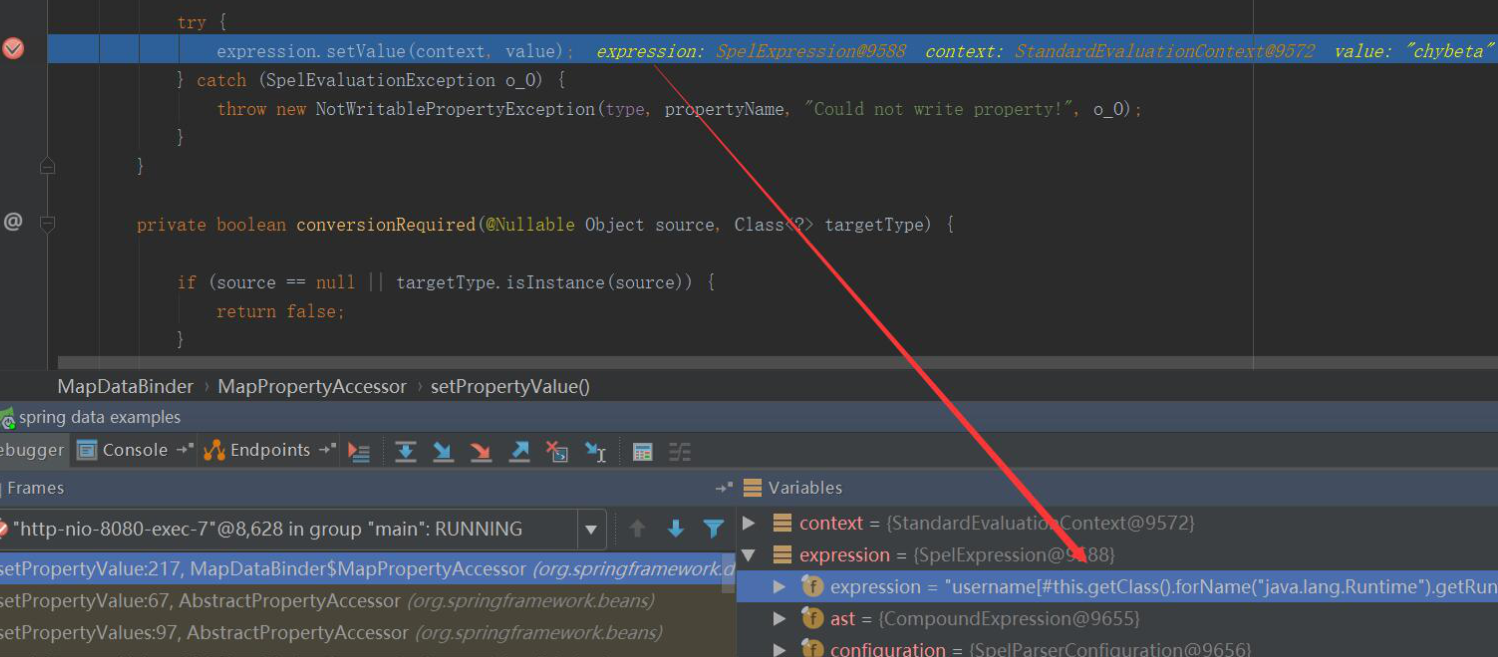 try {
expression.setValue(context, value); expression: SpelExpression@9588 context: StandardEvaluationContext@9572 value: "chybeta"
} catch (SpelEvaluationException o_O) {
throw new NotWritablePropertyException(type, propertyName, "Could not write property!", o_O);
}
}
@ private boolean conversionRequired(@Nullable Object source, Class<?> targetType) {
if (source == null || targetType.isInstance(source)) {
return false;
}
MapDataBinder › MapPropertyAccessor › setPropertyValue()
spring data examples
ebugger Console Endpoints
Frames
Variables
"http-nio-8080-exec-7"@8,628 in group "main": RUNNING
context = {StandardEvaluationContext@9572}
expression = {SpelExpression@9588}
setPropertyValue:217, MapDataBinder$MapPropertyAccessor (org.springframework.d
expression = "username[#this.getClass().forName("java.lang.Runtime").getRun
setPropertyValue:67, AbstractPropertyAccessor (org.springframework.beans)
ast = {CompoundExpression@9655}
setPropertyValues:97, AbstractPropertyAccessor (org.springframework.beans)
configuration = {SpelParserConfiguration@9656}